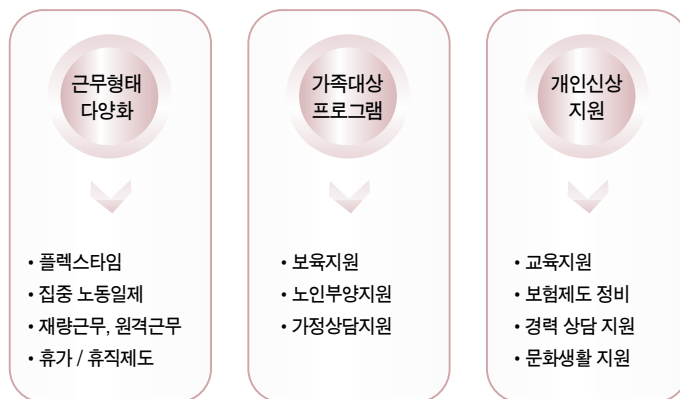 근무형태
다양화
• 플렉스타임
• 집중 노동일제
• 재량근무, 원격근무
• 휴가 / 휴직제도
가족대상
프로그램
• 보육지원
• 노인부양지원
• 가정상담지원
개인신상
지원
• 교육지원
• 보험제도 정비
• 경력 상담 지원
• 문화생활 지원